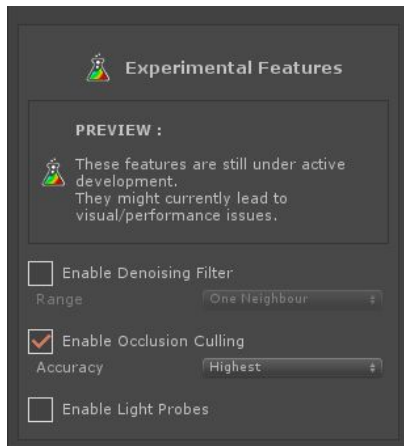 Experimental Features
PREVIEW :
These features are still under active
development.
They might currently lead to
visual/performance issues.
Enable Denoising Filter
Range One Neighbour
Enable Occlusion Culling
Accuracy Highest
Enable Light Probes